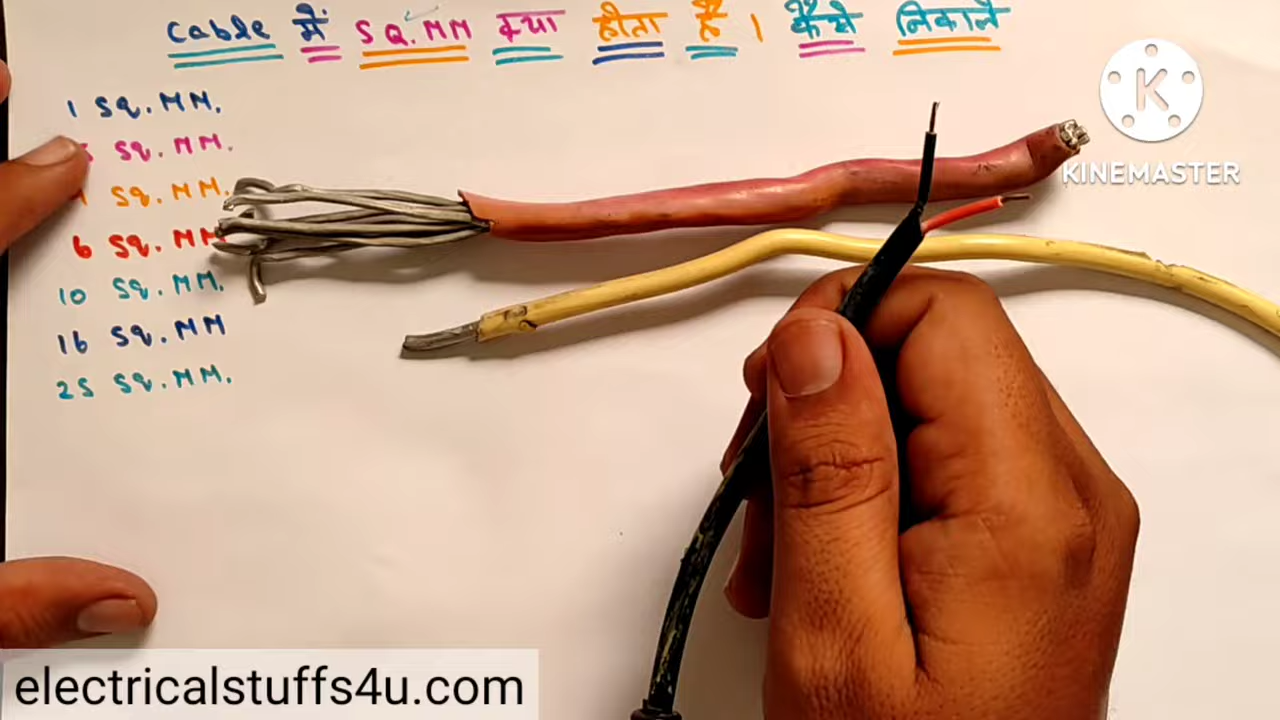 Cable में SQ.MM क्या होता है । कैसे निकाले
K
KINEMASTER
1 Sq.MM.
Sq.MM.
Sq.MM.
6 Sq.MM
10 Sq.MM.
16 Sq.MM
25 Sq.MM.
electricalstuffs4u.com